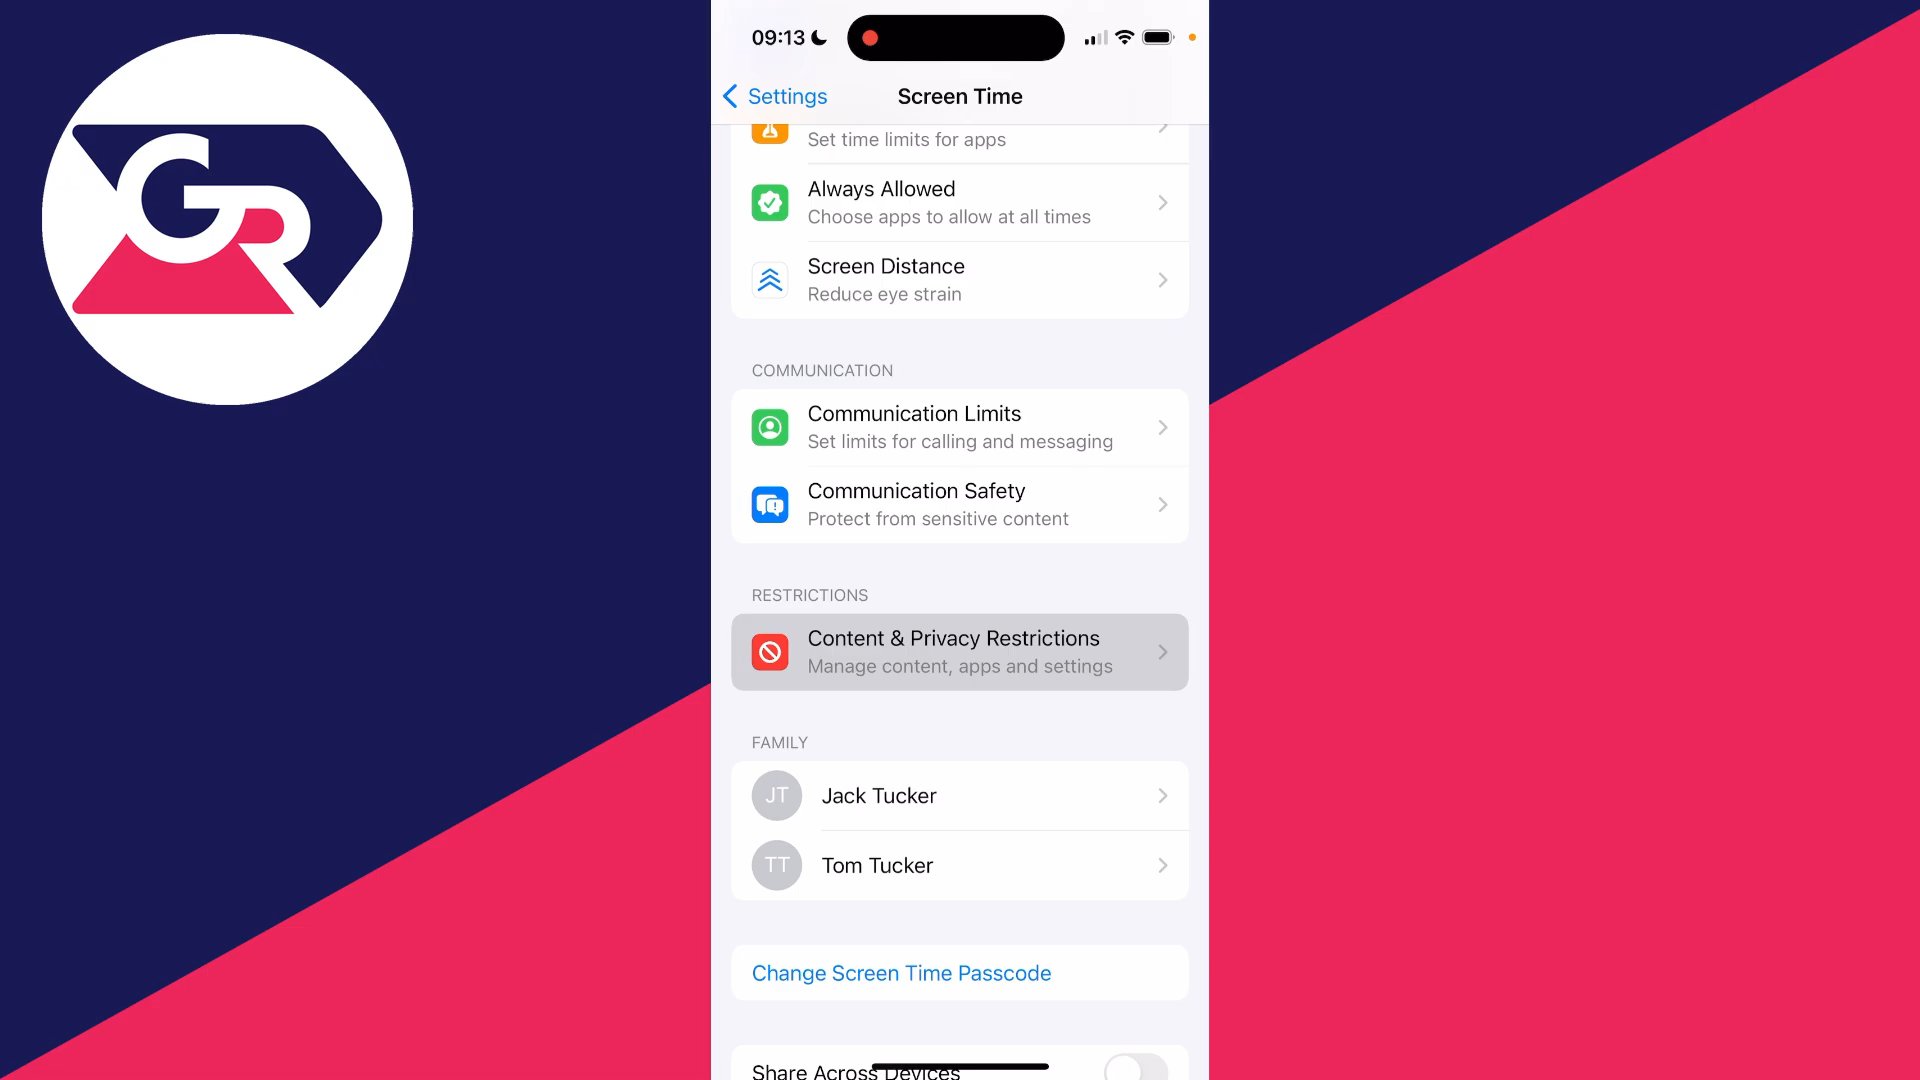 GR
09:13
Settings
Screen Time
Set time limits for apps
Always Allowed
Choose apps to allow at all times
Screen Distance
Reduce eye strain
COMMUNICATION
Communication Limits
Set limits for calling and messaging
Communication Safety
Protect from sensitive content
RESTRICTIONS
Content & Privacy Restrictions
Manage content, apps and settings
FAMILY
JT
Jack Tucker
TT
Tom Tucker
Change Screen Time Passcode
Share Across Devices